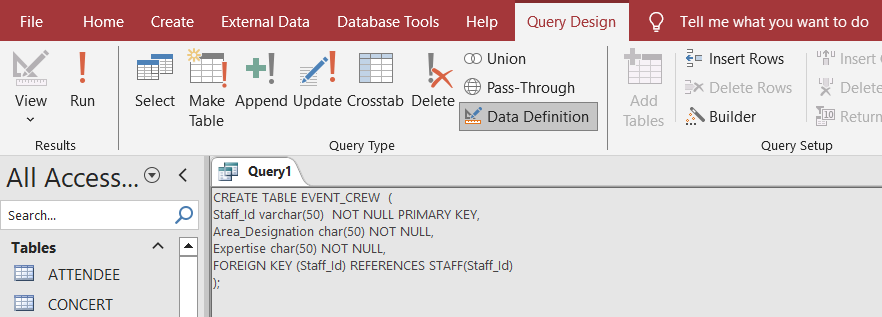 File Home Create External Data Database Tools Help Query Design Tell me what you want to do
View Run Select Make Table Append Update Crosstab Delete
Union
Pass-Through
Data Definition
Add Tables
Insert Rows
Delete Rows
Builder
Insert
Delete
Return
Results Query Type Query Setup
All Access...
Search...
Tables
ATTENDEE
CONCERT
Query1
CREATE TABLE EVENT_CREW (
Staff_Id varchar(50) NOT NULL PRIMARY KEY,
Area_Designation char(50) NOT NULL,
Expertise char(50) NOT NULL,
FOREIGN KEY (Staff_Id) REFERENCES STAFF(Staff_Id)
);